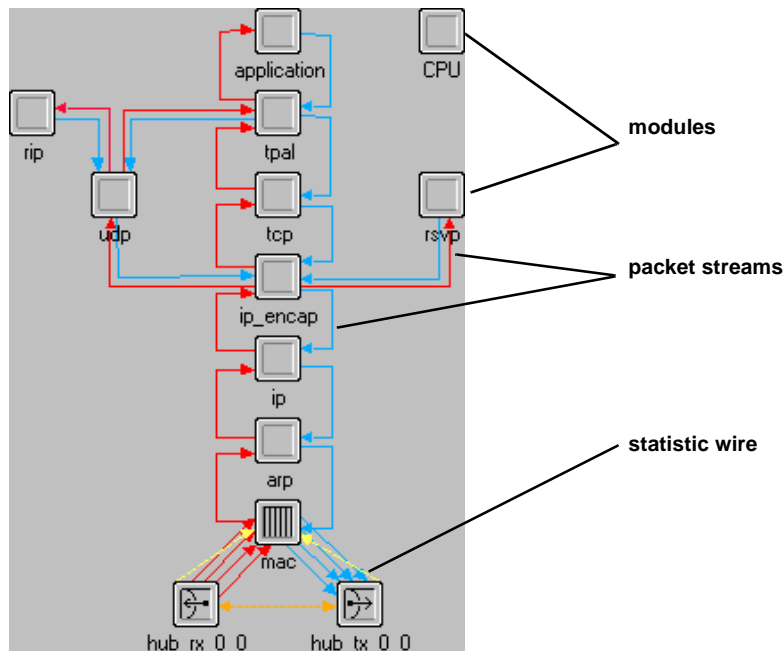 application
CPU
modules
rip
tpal
udp
tcp
rsvp
packet streams
ip_encap
ip
statistic wire
arp
mac
hub_rx_0_0
hub_tx_0_0